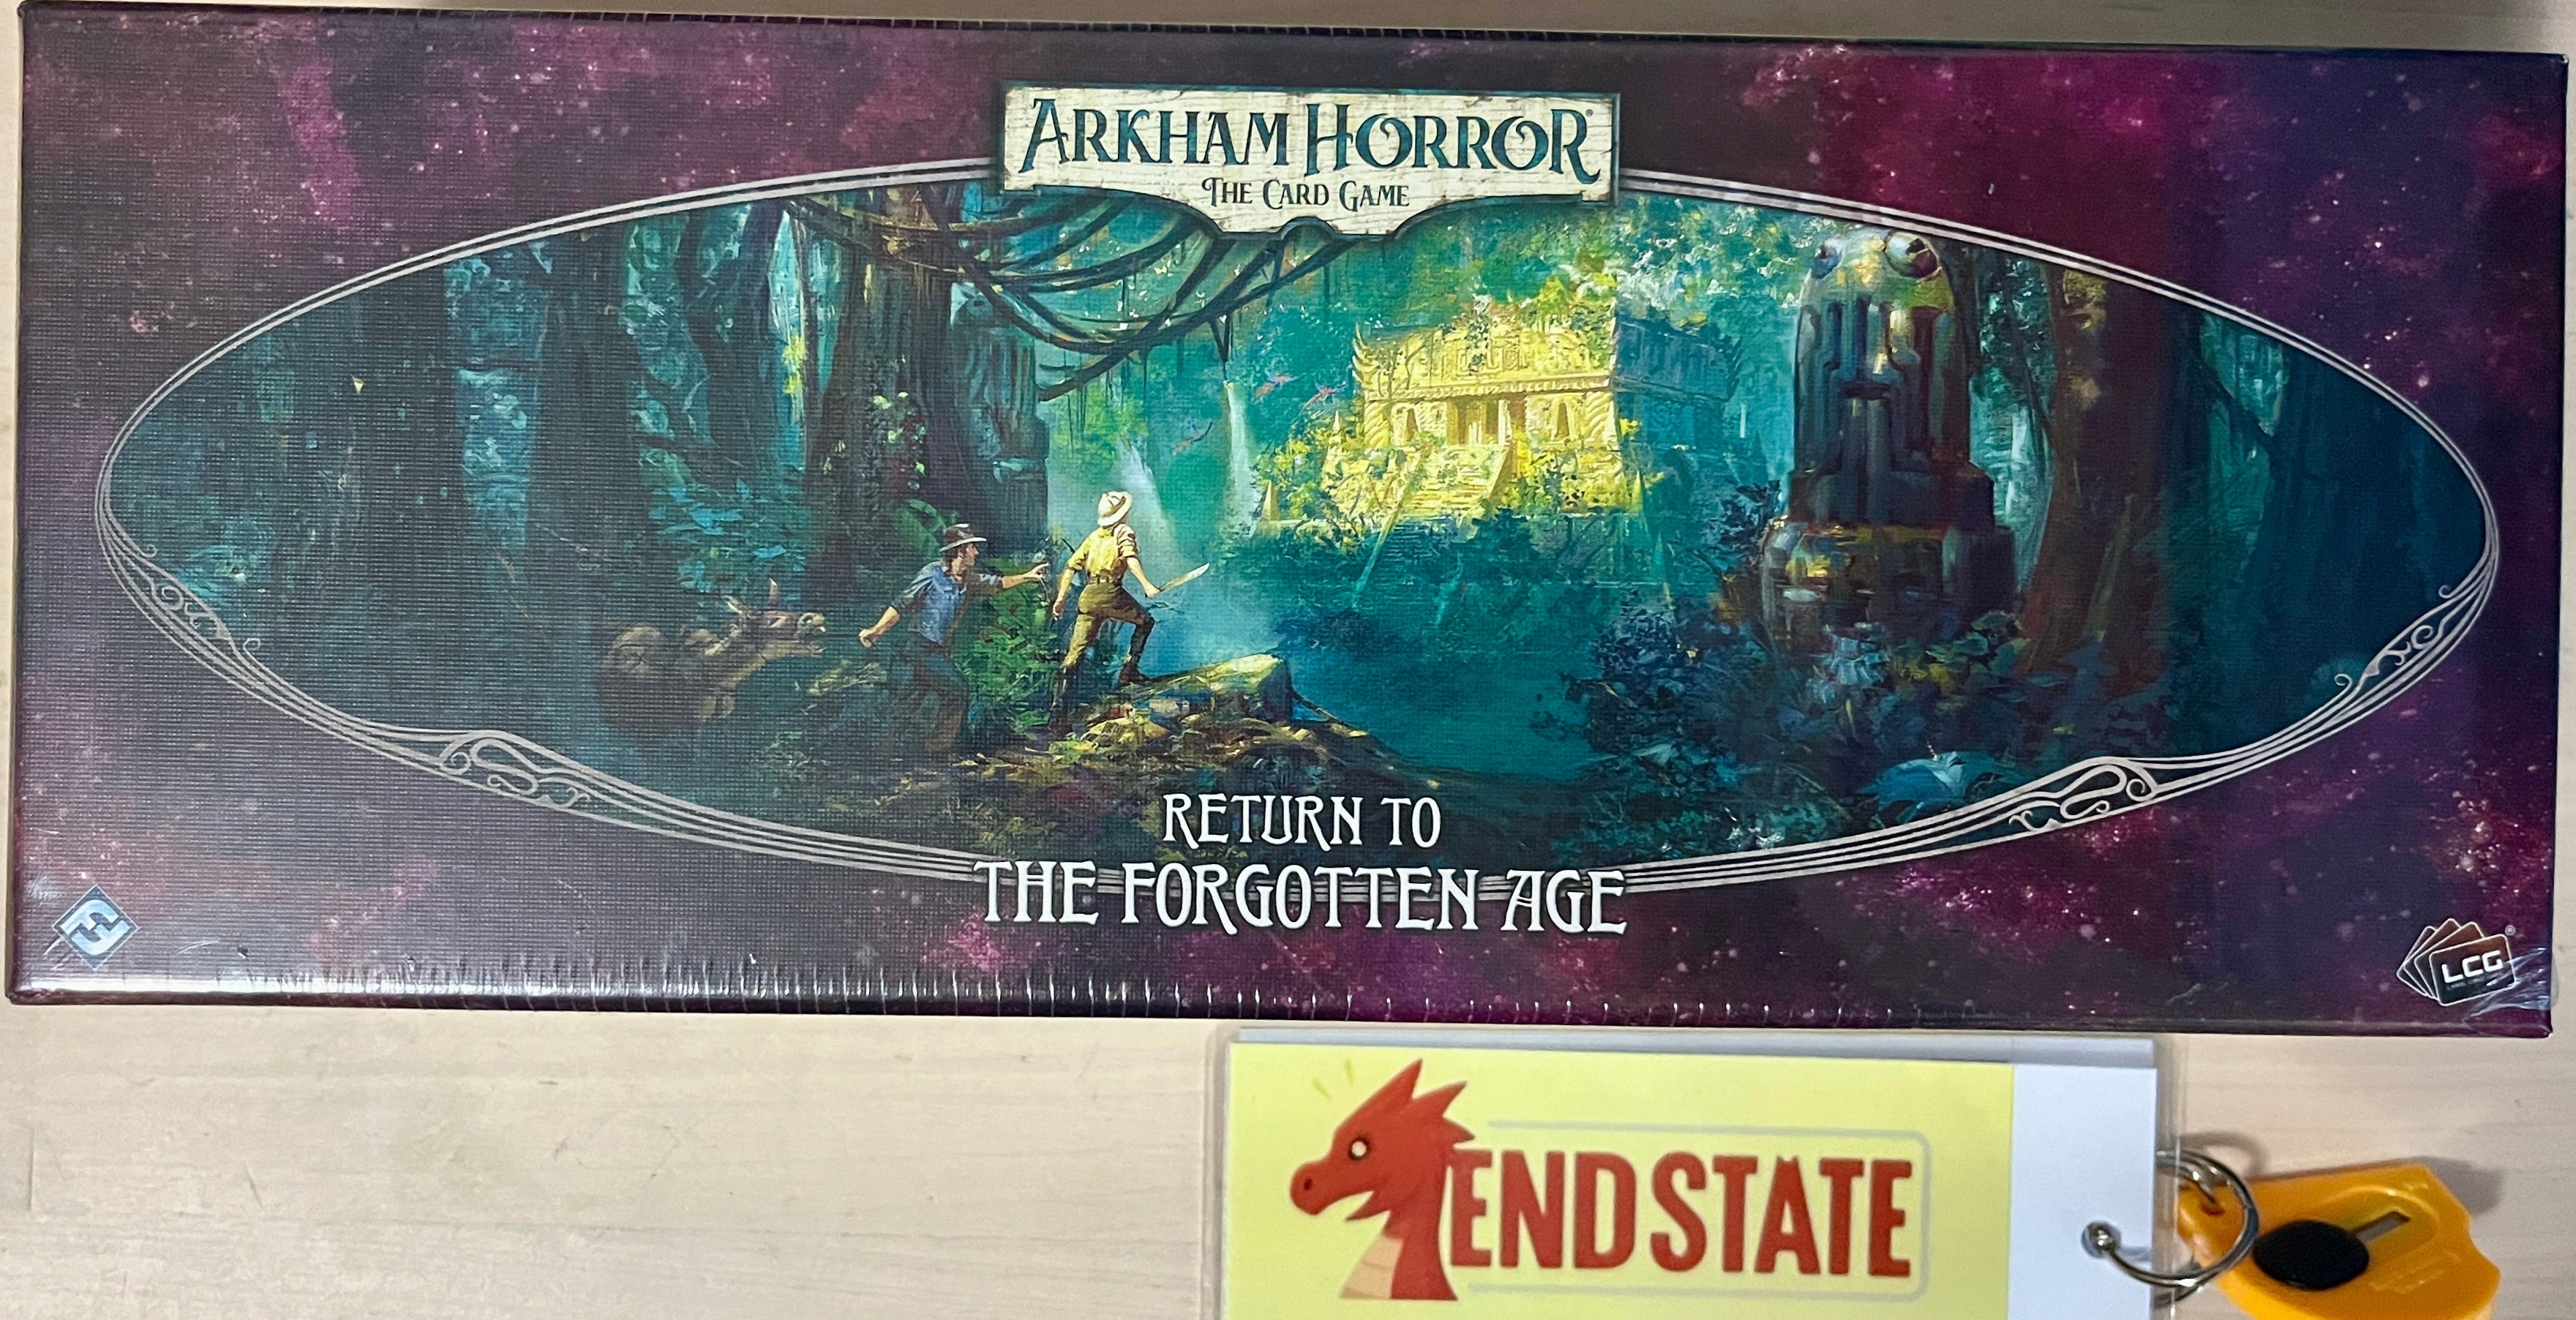 ARKHAM HORROR®
THE CARD GAME
RETURN TO
THE FORGOTTEN AGE
LCG®
END STATE